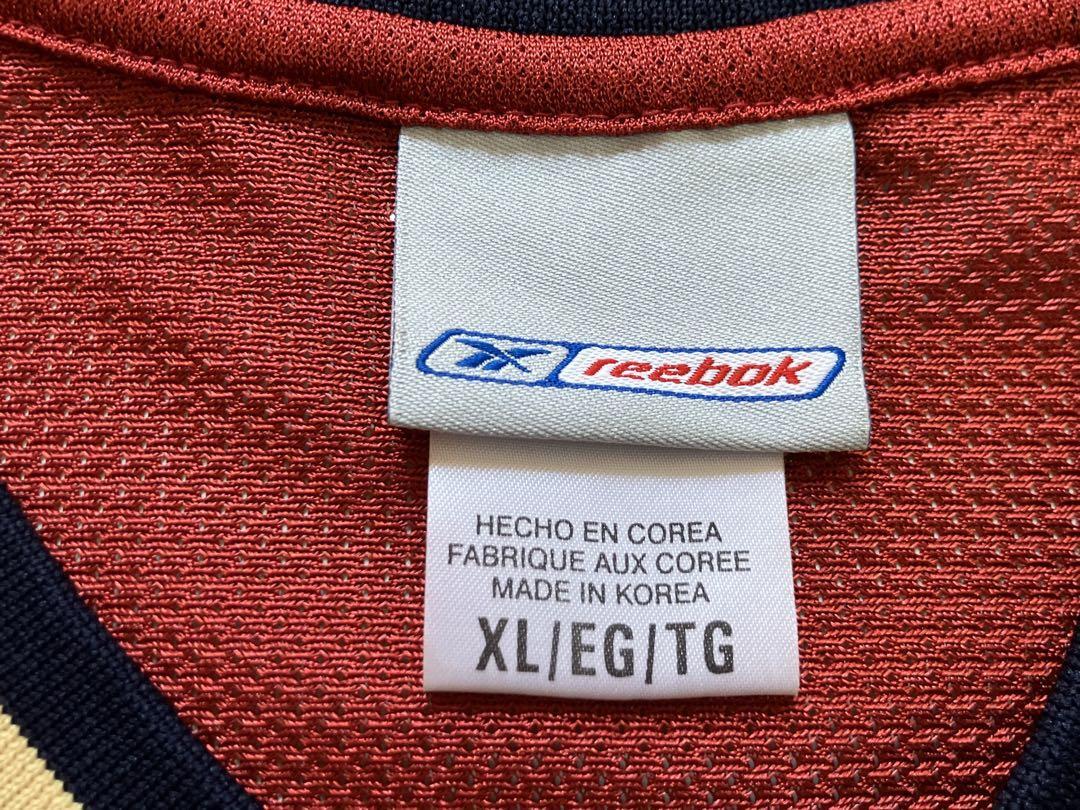 reebok
HECHO EN COREA
FABRIQUE AUX COREE
MADE IN KOREA
XL/EG/TG